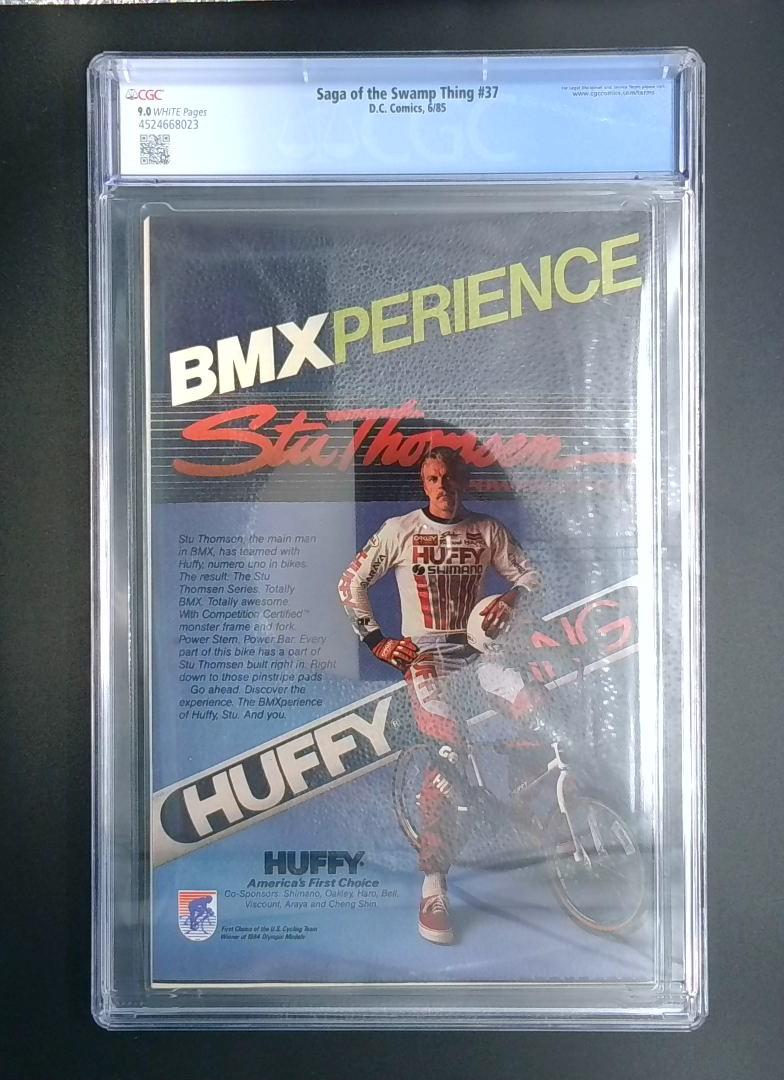 CGC
Saga of the Swamp Thing #37
9.0 WHITE Pages
D.C. Comics, 6/85
4524668023
www.cgccomics.com/terms
CGC
BMXPERIENCE
Stu Thomsen
Stu Thomsen, the main man
in BMX, has teamed with
Huffy, numero uno in bikes.
The result: The Stu
Thomsen Series. Totally
BMX. Totally awesome.
With Competition Certified™
monster frame and fork.
Power Stem, Power Bar. Every
part of this bike has a part of
Stu Thomsen built right in. Right
down to those pinstripe pads.
Go ahead. Discover the
experience. The BMXperience
of Huffy, Stu. And you.
OAKLEY
HUFFY
SHIMANO
ARAYA
HUFFY®
ING
HUFFY
America's First Choice
Co-Sponsors: Shimano, Oakley, Haro, Bell,
Viscount, Araya and Cheng Shin.
First Choice of the U.S. Cycling Team
Winner of 1984 Olympic Medals